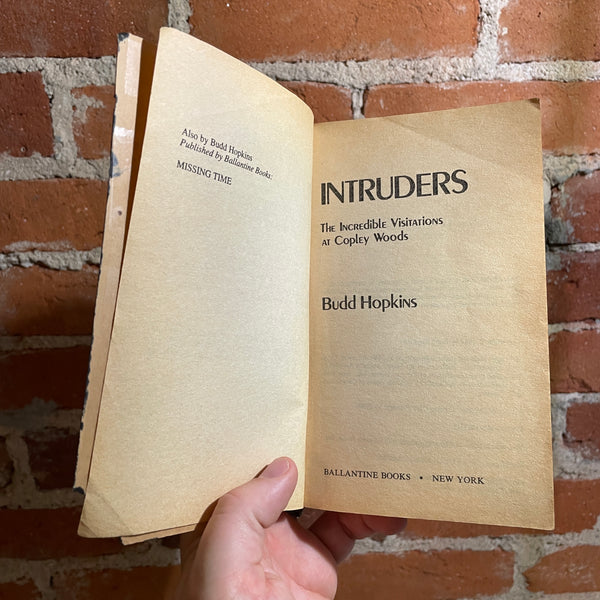 Also by Budd Hopkins
Published by Ballantine Books:
MISSING TIME
INTRUDERS
The Incredible Visitations
at Copley Woods
Budd Hopkins
BALLANTINE BOOKS • NEW YORK